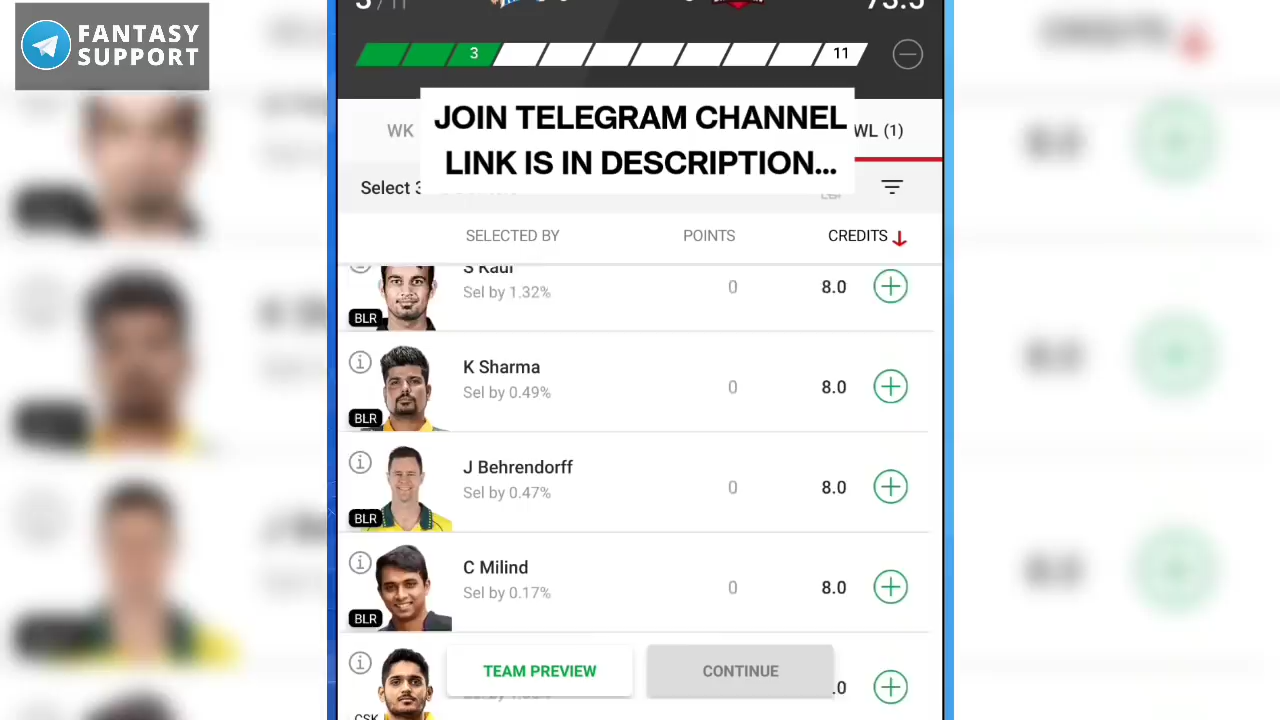 FANTASY
SUPPORT
3
11
JOIN TELEGRAM CHANNEL
LINK IS IN DESCRIPTION...
WK
WL (1)
Select 3
SELECTED BY
POINTS
CREDITS
S Kaul
Sel by 1.32%
0
8.0
BLR
K Sharma
Sel by 0.49%
0
8.0
BLR
J Behrendorff
Sel by 0.47%
0
8.0
BLR
C Milind
Sel by 0.17%
0
8.0
BLR
TEAM PREVIEW
CONTINUE
.0
CSK